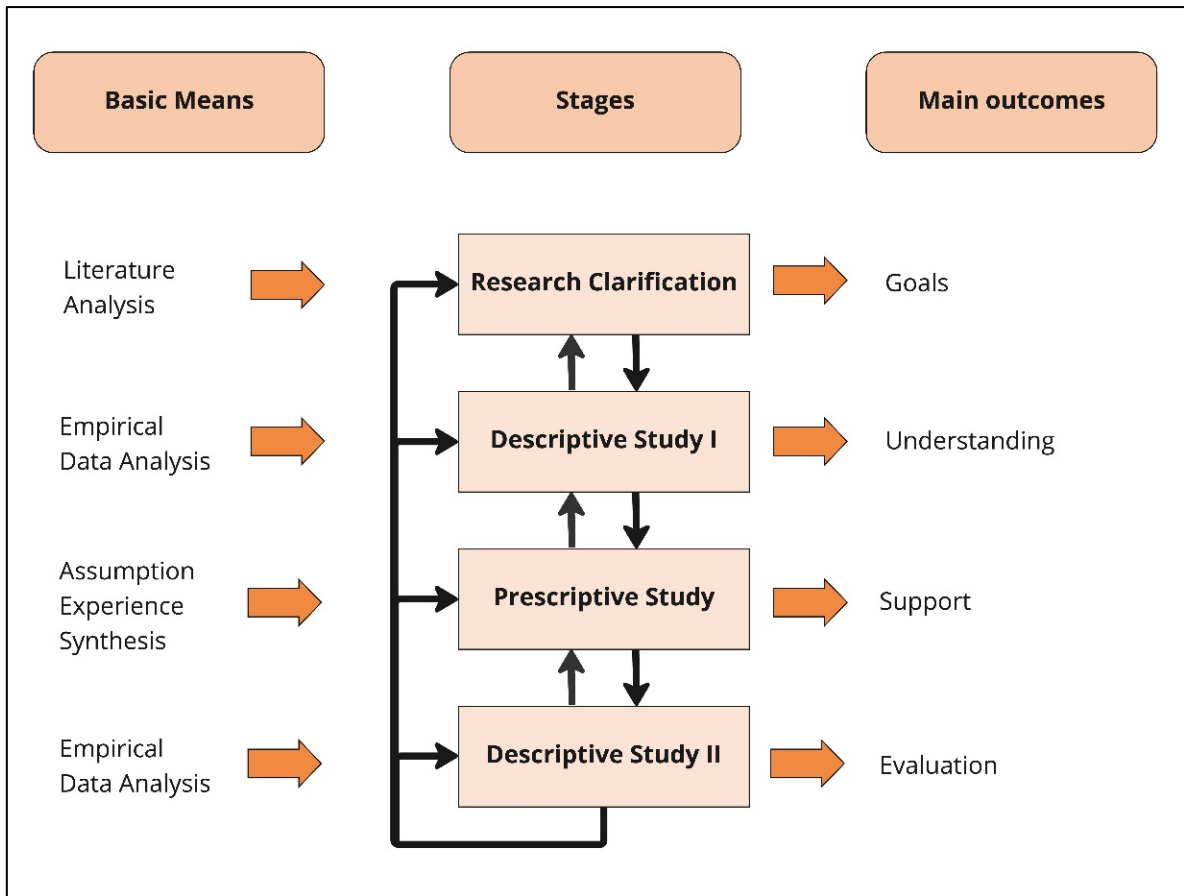 Basic Means
Stages
Main outcomes
Literature
Analysis
Research Clarification
Goals
Empirical
Data Analysis
Descriptive Study I
Understanding
Assumption
Experience
Synthesis
Prescriptive Study
Support
Empirical
Data Analysis
Descriptive Study II
Evaluation